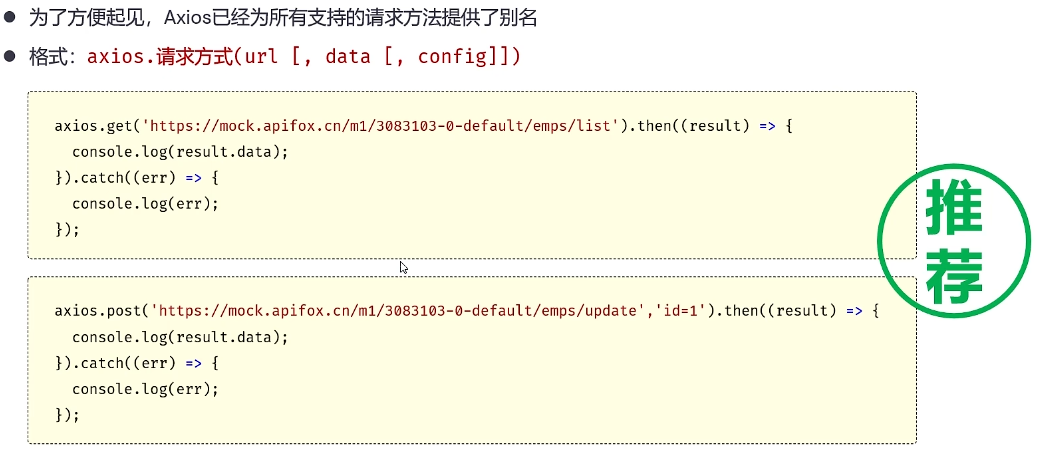 为了方便起见，Axios已经为所有支持的请求方法提供了别名
格式：axios.请求方式(url [, data [, config]])
axios.get('https://mock.apifox.cn/m1/3083103-0-default/emps/list').then((result) => {
  console.log(result.data);
}).catch((err) => {
  console.log(err);
});
推
荐
axios.post('https://mock.apifox.cn/m1/3083103-0-default/emps/update','id=1').then((result) => {
  console.log(result.data);
}).catch((err) => {
  console.log(err);
});